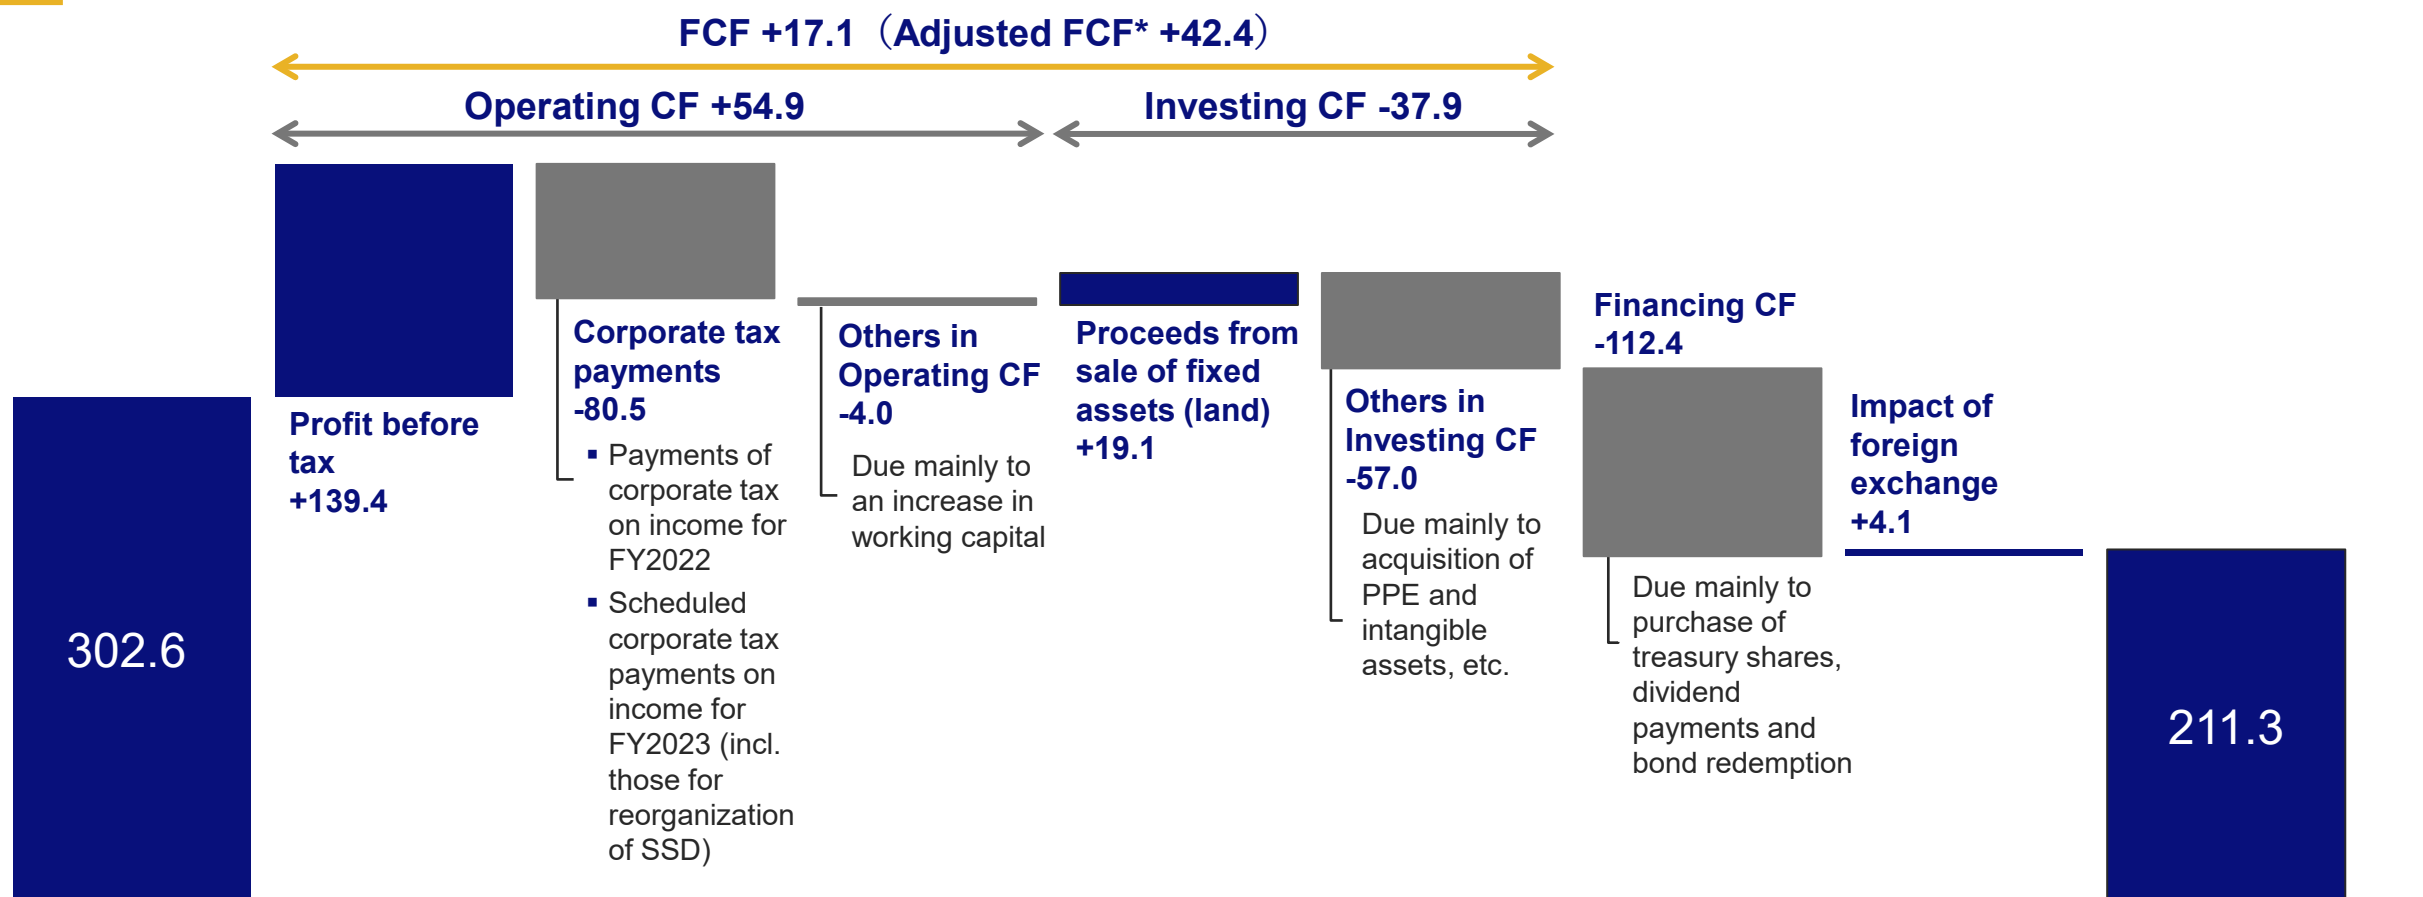 FCF +17.1（Adjusted FCF* +42.4）
Operating CF +54.9
Investing CF -37.9
302.6
Profit before
tax
+139.4
Corporate tax
payments
-80.5
▪ Payments of
corporate tax
on income for
FY2022
▪ Scheduled
corporate tax
payments on
income for
FY2023 (incl.
those for
reorganization
of SSD)
Others in
Operating CF
-4.0
Due mainly to
an increase in
working capital
Proceeds from
sale of fixed
assets (land)
+19.1
Others in
Investing CF
-57.0
Due mainly to
acquisition of
PPE and
intangible
assets, etc.
Financing CF
-112.4
Due mainly to
purchase of
treasury shares,
dividend
payments and
bond redemption
Impact of
foreign
exchange
+4.1
211.3